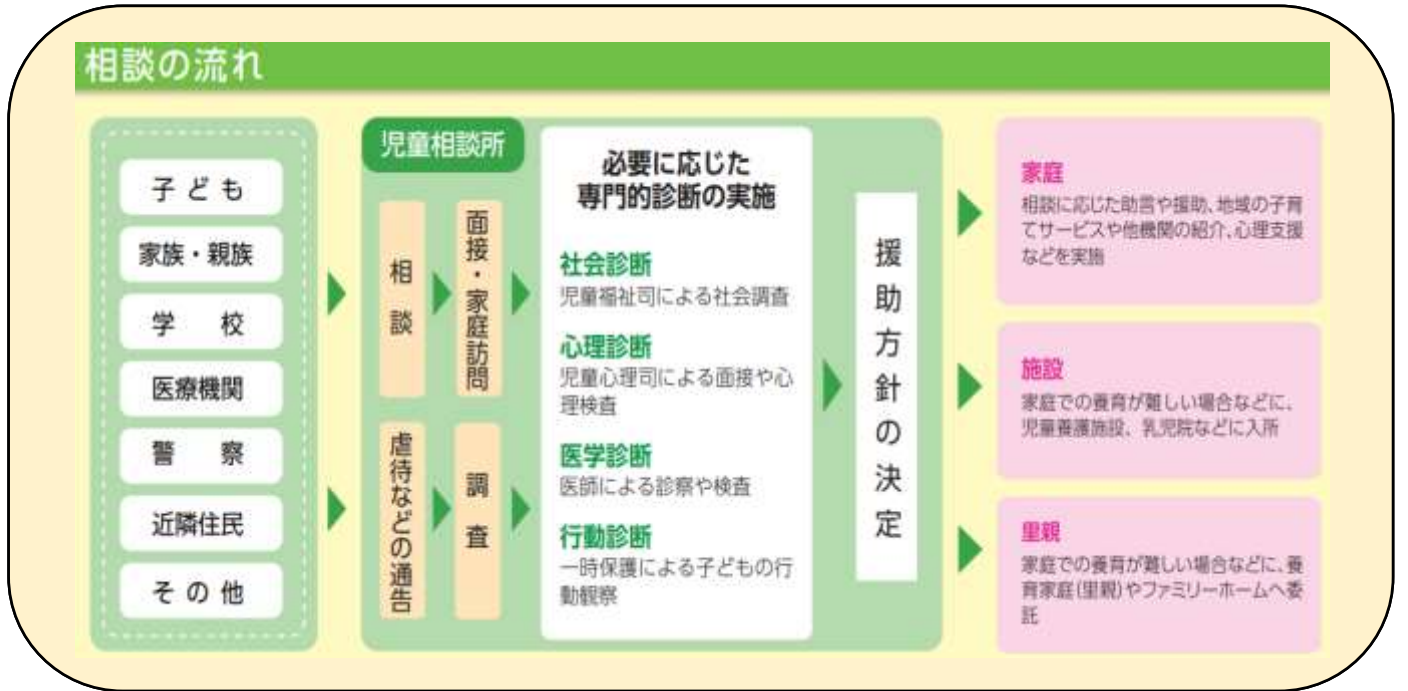 相談の流れ
子ども
家族・親族
学校
医療機関
警察
近隣住民
その他
児童相談所
相談
面接・家庭訪問
虐待などの通告
調査
必要に応じた
専門的診断の実施
社会診断
児童福祉司による社会調査
心理診断
児童心理司による面接や心
理検査
医学診断
医師による診察や検査
行動診断
一時保護による子どもの行
動観察
援助方針の決定
家庭
相談に応じた助言や援助、地域の子育
てサービスや他機関の紹介、心理支援
などを実施
施設
家庭での養育が難しい場合などに、
児童養護施設、乳児院などに入所
里親
家庭での養育が難しい場合などに、養
育家庭(里親)やファミリーホームへ委
託